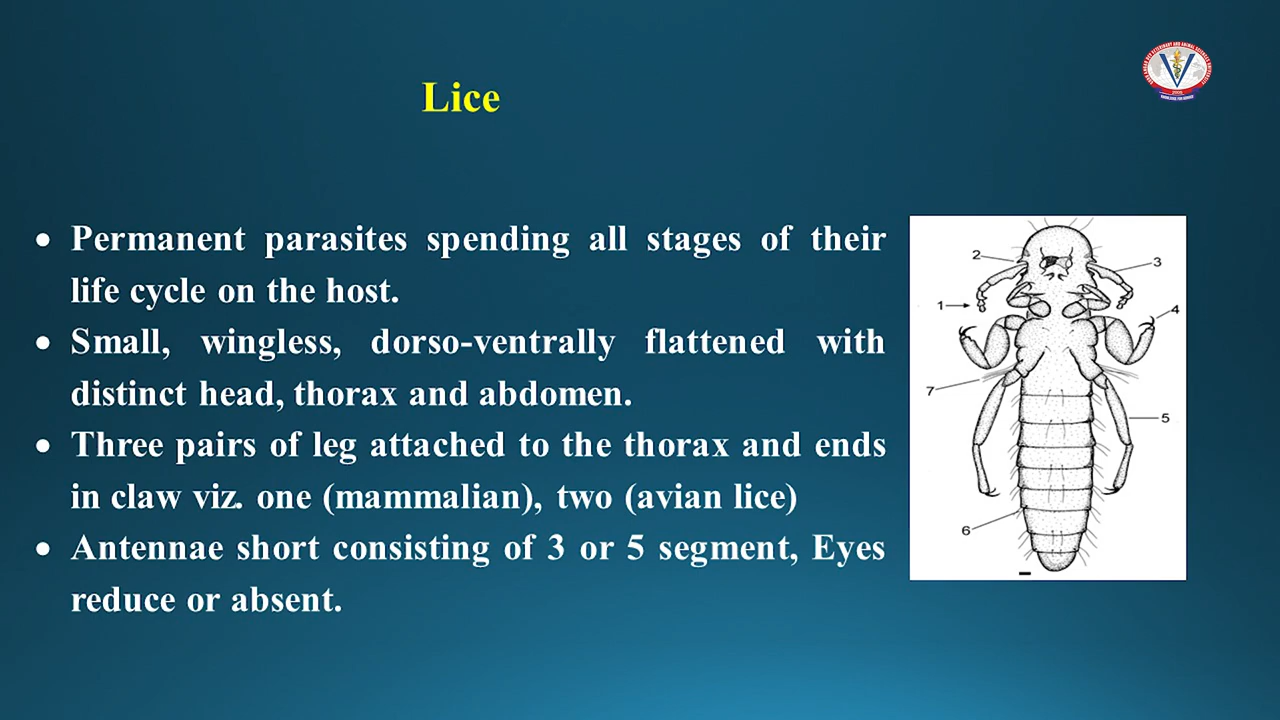 Lice
• Permanent parasites spending all stages of their
life cycle on the host.
• Small, wingless, dorso-ventrally flattened with
distinct head, thorax and abdomen.
• Three pairs of leg attached to the thorax and ends
in claw viz. one (mammalian), two (avian lice)
• Antennae short consisting of 3 or 5 segment, Eyes
reduce or absent.
2
3
1
4
7
5
6